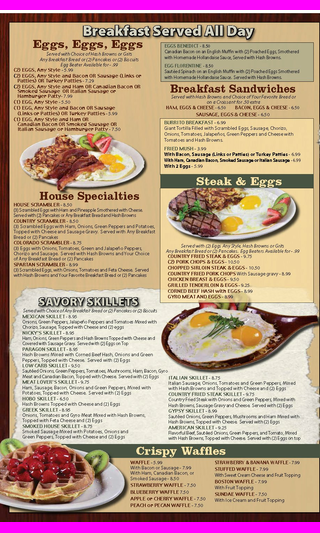 Breakfast Served All Day
Eggs, Eggs, Eggs
Served with Choice of Hash Browns or Grits
Any Bread or (2) Pancakes or (2) Biscuits
Egg Beater Available for - .99
Eggs, Any Style - 5.99
Eggs, Any Style and Bacon OR Sausage (Links or
Patties) OR Turkey Patties - 7.29
Eggs, Any Style and Ham OR Canadian Bacon OR
Smoked Sausage OR Italian Sausage or
Hamburger Patty - 7.50
Eggs, Any Style - 5.50
Eggs, Any Style and Bacon OR Sausage
(Links or Patties) OR Turkey Patties - 5.99
Eggs, Any Style and Ham OR
Canadian Bacon OR Smoked Sausage OR
Italian Sausage or Hamburger Patty - 7.50
House Specialties
HOUSE SCRAMBLER - 8.50
(3) Scrambled Eggs with Ham and Pineapple Smothered with Cheese
Served with (2) Pancakes or Any Breakfast Bread and Hash Browns
COUNTRY SCRAMBLER - 8.50
(3) Scrambled Eggs with Ham, Onions, Green Peppers and Potatoes,
Topped with Cheese and Sausage Gravy. Served with Any Breakfast
Bread or (2) Pancakes
COLORADO SCRAMBLER - 8.75
(3) Eggs with Onions, Tomatoes, Green and Jalapeño Peppers,
Chorizo and Sausage. Served with Hash Browns and Your Choice
of Any Breakfast Bread or (2) Pancakes
SPARTAN SCRAMBLER - 8.99
(3) Scrambled Eggs, with Onions, Tomatoes and Feta Cheese. Served
with Hash Browns and Your Favorite Breakfast Bread or (2) Pancakes
EGGS BENEDICT - 8.50
Canadian Bacon on an English Muffin with (2) Poached Eggs, Smothered
with Homemade Hollandaise Sauce, Served with Hash Browns.
EGG FLORENTINE - 8.50
Sautéed Spinach on an English Muffin with (2) Poached Eggs, Smothered
with Homemade Hollandaise Sauce, Served with Hash Browns.
Breakfast Sandwiches
Served with Hash Browns and Choice of Your Favorite Bread or
on a Croissant for .50 extra
HAM, EGGS & CHEESE - 6.50 BACON, EGGS & CHEESE - 6.50
SAUSAGE, EGGS & CHEESE - 6.50
BURRITO BREAKFAST - 6.99
Giant Tortilla Filled with Scrambled Eggs, Sausage, Chorizo,
Onions, Tomatoes, Jalapeño, Green Peppers and Cheese with
Tomatoes and Hash Browns.
With Bacon, Sausage (Links or Patties) or Turkey Patties - 6.99
With Ham, Canadian Bacon, Smoked Sausage or Italian Sausage - 6.99
With 2 Eggs - 5.99
Steak & Eggs
Served with (2) Eggs Any Style, Hash Browns or Grits
Any Breakfast Bread or (2) Pancakes
Egg Beaters Available for - .99
COUNTRY FRIED STEAK & EGGS - 9.75
(2) PORK CHOPS & EGGS - 10.50
CHOPPED SIRLOIN STEAK & EGGS - 10.50
COUNTRY FRIED PORK CHOPS With Sausage gravy - 8.99
CHICKEN BREAST & EGGS - 9.50
GRILLED TENDERLOIN & EGGS - 9.25
CORNED BEEF HASH with EGGS - 8.99
GYRO MEAT and EGGS - 8.99
SAVORY SKILLETS
Served with Choice of Any Breakfast Bread or (2) Pancakes or (2) Biscuits
MEXICAN SKILLET - 8.95
Onions, Green Peppers, Jalapeño Peppers and Tomatoes Mixed with
Chorizo, Sausage, Topped with Cheese and (2) eggs
Ham, Onions, Green Peppers and Hash Browns Topped with Cheese and
Covered with Sausage Gravy. Served with (2) Eggs on Top
PARAGON SKILLET - 8.95
Hash Browns Mixed with Corned Beef Hash, Onions and Green
Peppers, Topped with Cheese. Served with (2) Eggs
LOW CARB SKILLET - 9.50
Sautéed Onions, Green Peppers, Tomatoes, Mushrooms, Ham, Bacon, Gyro
Meat and Canadian Bacon, Topped with Cheese. Served with (2) Eggs
MEAT LOVER'S SKILLET - 9.75
Ham, Sausage, Bacon, Onions and Green Peppers, Mixed with
Potatoes, Topped with Cheese. Served with (2) Eggs
HOBO SKILLET - 8.50
Hash Browns, Topped with Cheese and (1) Eggs
GREEK SKILLET - 8.95
Onions, Tomatoes and Gyro Meat Mixed with Hash Browns,
Topped with Feta Cheese and (2) Eggs
SMOKED HOUSE SKILLET - 8.75
Smoked Sausage Mixed with Potatoes, Onions and
Green Peppers, Topped with Cheese and (2) Eggs
ITALIAN SKILLET - 8.75
Italian Sausage, Onions, Tomatoes and Green Peppers, Mixed
with Hash Browns and Topped with Cheese and (2) Eggs
COUNTRY FRIED STEAK SKILLET - 9.75
Country Fried Steak with Onions and Green Peppers, Mixed with
Hash Browns, Sausage Gravy and Cheese Topped with (2) Eggs
GYPSY SKILLET - 8.99
Sautéed Onions, Green Peppers, Mushrooms and Ham Mixed with
Hash Browns, Topped with Cheese. Served with (2) Eggs
AMERICAN SKILLET - 9.25
Flavorful Beef, Sautéed Onions, Green Peppers, and Tomato, Mixed
with Hash Browns, Topped with Cheese. Served with (2) Eggs on top
Crispy Waffles
WAFFLE - 5.99
With Bacon or Sausage - 7.99
With Ham, Canadian Bacon, or
Smoked Sausage - 8.50
STRAWBERRY WAFFLE - 7.50
BLUEBERRY WAFFLE 7.50
APPLE or CHERRY WAFFLE - 7.50
PEACH or PECAN WAFFLE - 7.50
STRAWBERRY & BANANA WAFFLE - 7.99
STUFFED WAFFLE - 7.99
With Sweet Cream Cheese and Fruit Topping
BOSTON WAFFLE - 7.99
With Fruit Topping
SUNDAE WAFFLE - 7.50
With Ice Cream and Fruit Topping